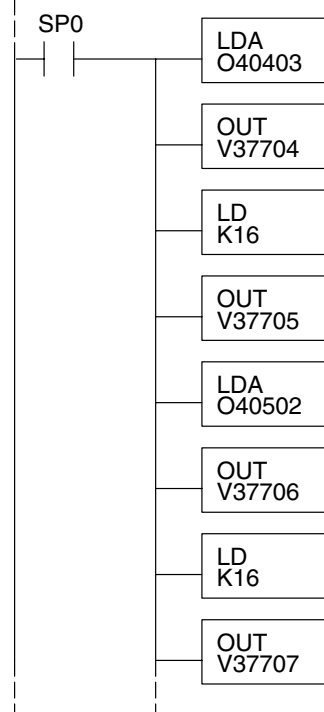 SP0
LDA
O40403
OUT
V37704
LD
K16
OUT
V37705
LDA
O40502
OUT
V37706
LD
K16
OUT
V37707